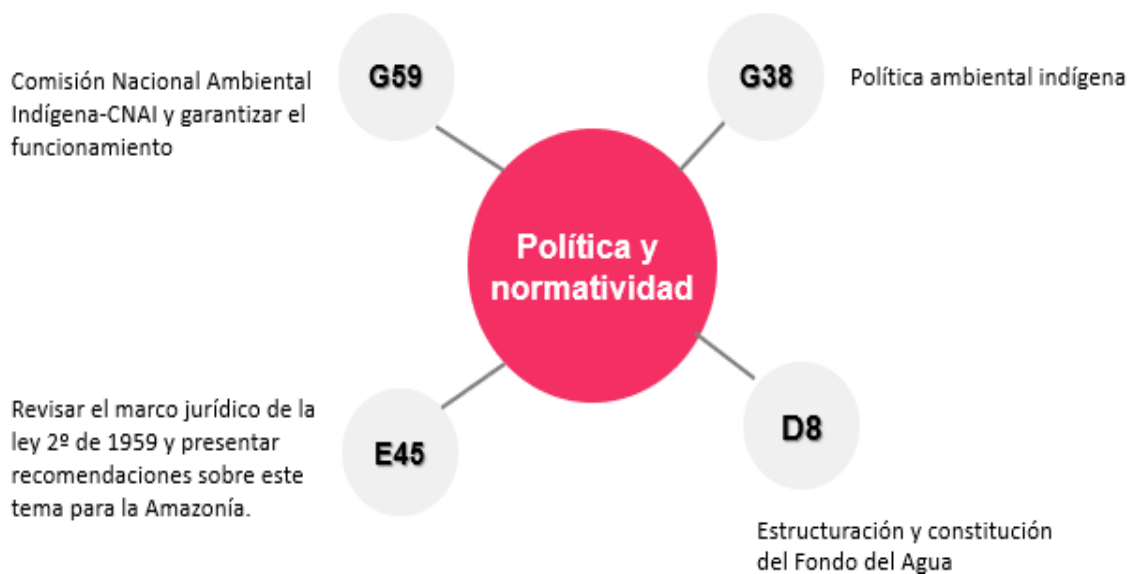 G59
Comisión Nacional Ambiental
Indígena-CNAI y garantizar el
funcionamiento
G38
Política ambiental indígena
Política y
normatividad
E45
Revisar el marco jurídico de la
ley 2º de 1959 y presentar
recomendaciones sobre este
tema para la Amazonía.
D8
Estructuración y constitución
del Fondo del Agua